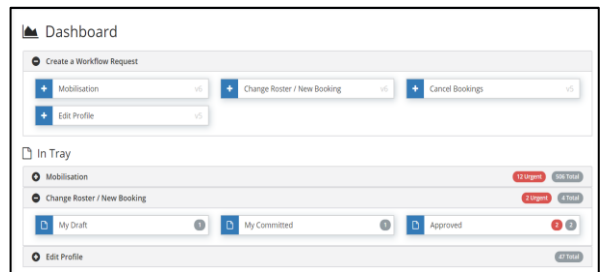 Dashboard
Create a Workflow Request
+ Mobilisation v6
+ Change Roster / New Booking v6
+ Cancel Bookings v5
+ Edit Profile v5
In Tray
Mobilisation 12 Urgent 506 Total
Change Roster / New Booking 2 Urgent 4 Total
My Draft 1
My Committed 1
Approved 2 2
Edit Profile 47 Total